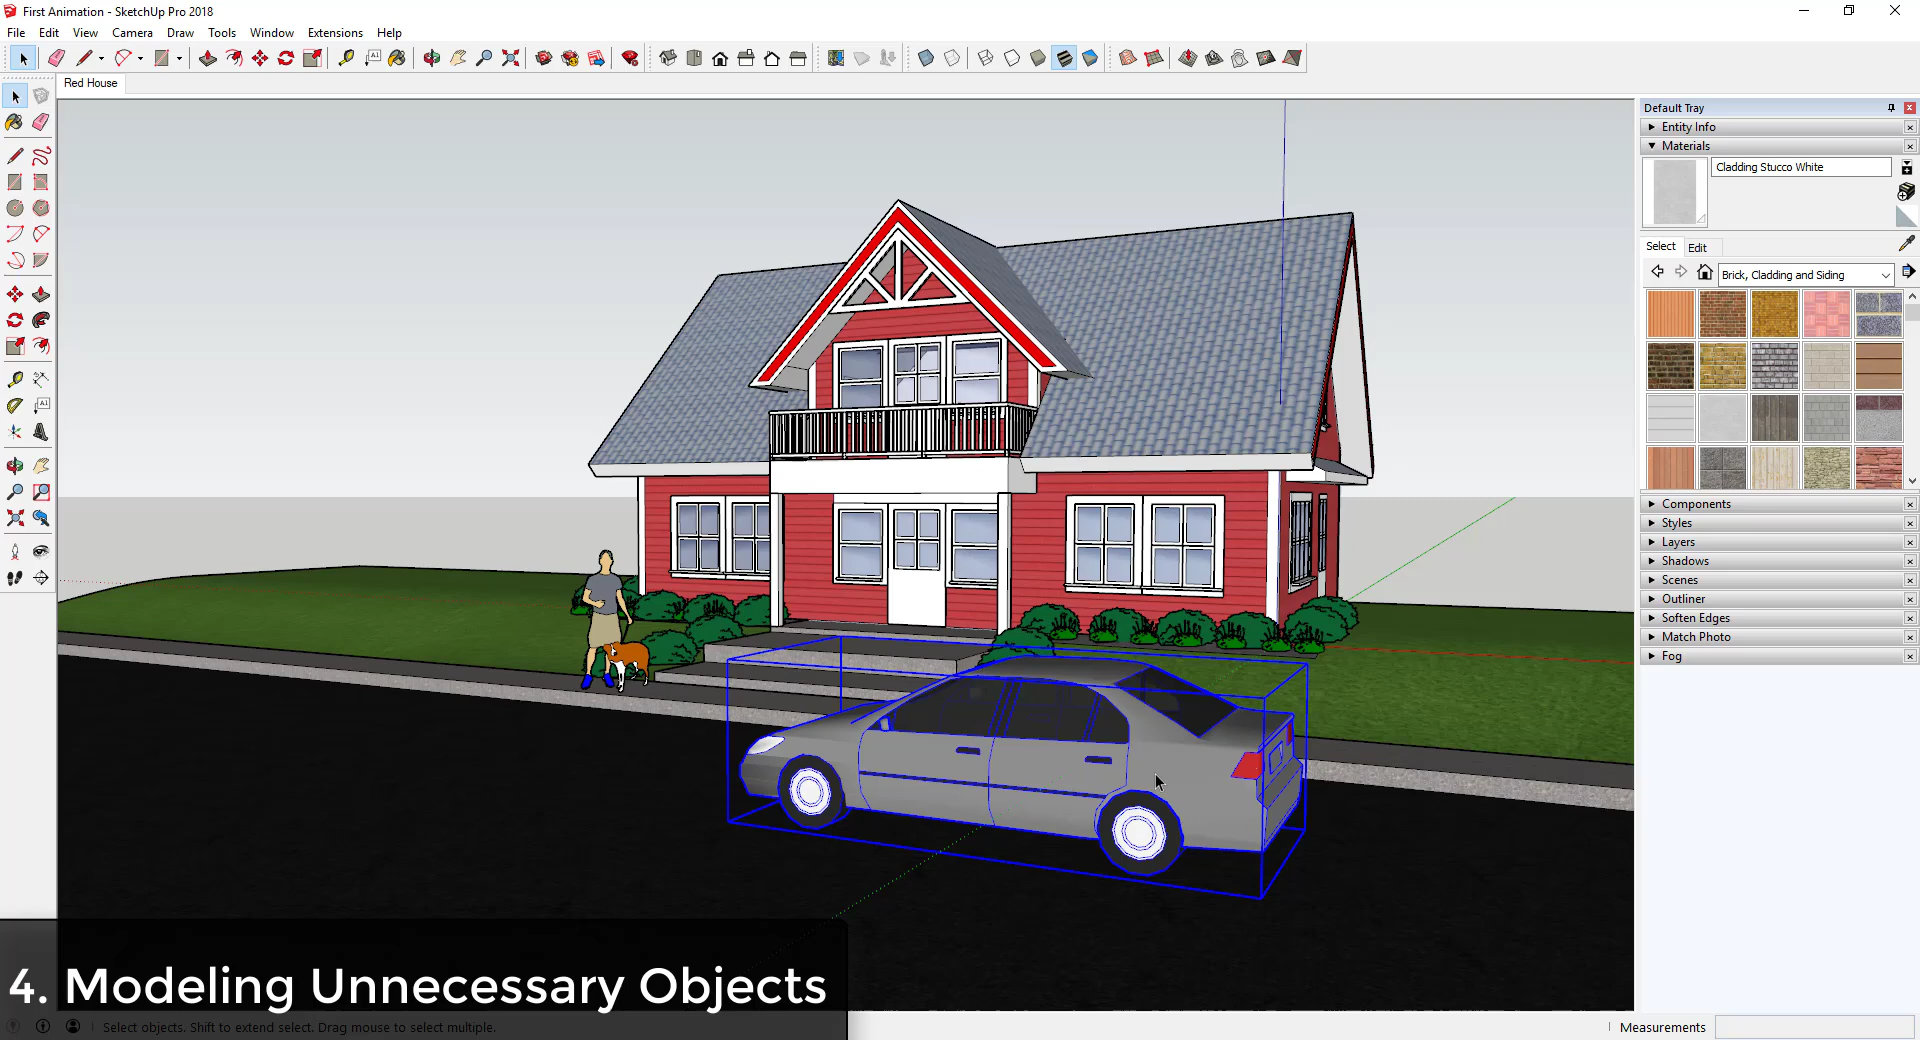 First Animation - SketchUp Pro 2018
File Edit View Camera Draw Tools Window Extensions Help
Red House
Default Tray
Entity Info
Materials
Cladding Stucco White
Select Edit
Brick, Cladding and Siding
Components
Styles
Layers
Shadows
Scenes
Outliner
Soften Edges
Match Photo
Fog
4. Modeling Unnecessary Objects
Select objects. Shift to extend select. Drag mouse to select multiple.
Measurements